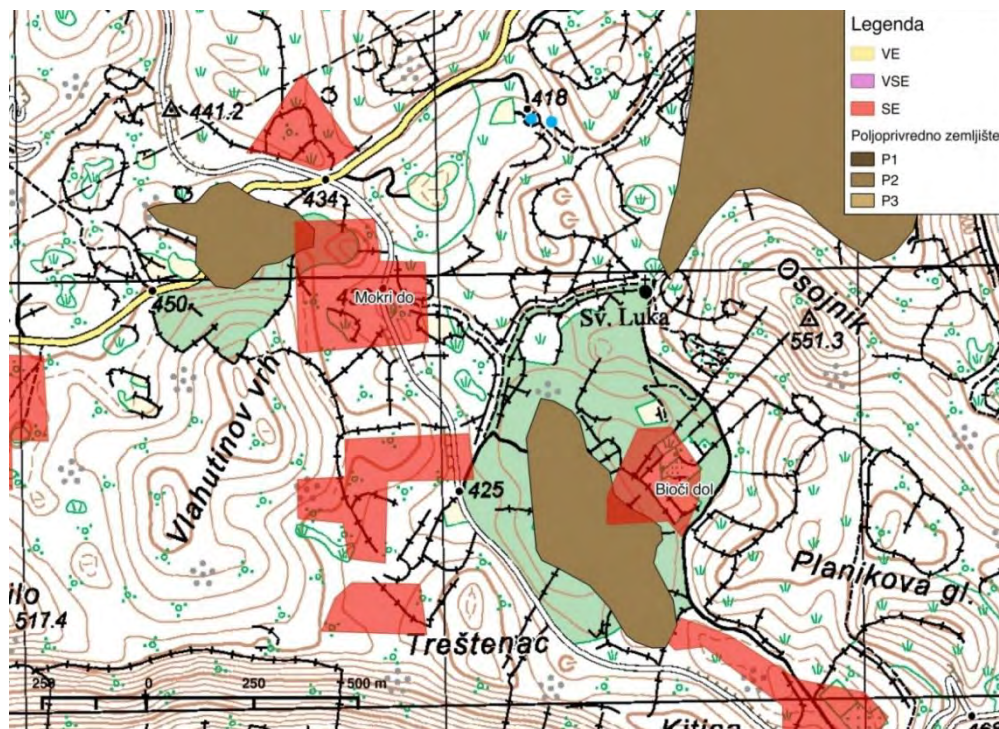 Legenda
VE
VSE
SE
Poljoprivredno zemljište
P1
P2
P3
441.2
418
434
450
Mokri do
Sv. Luka
Osojnik
551.3
Vlahutinov vrh
425
Bioči dol
Planikova gl.
ilo
517.4
Treštenac
250 0 250 500 m